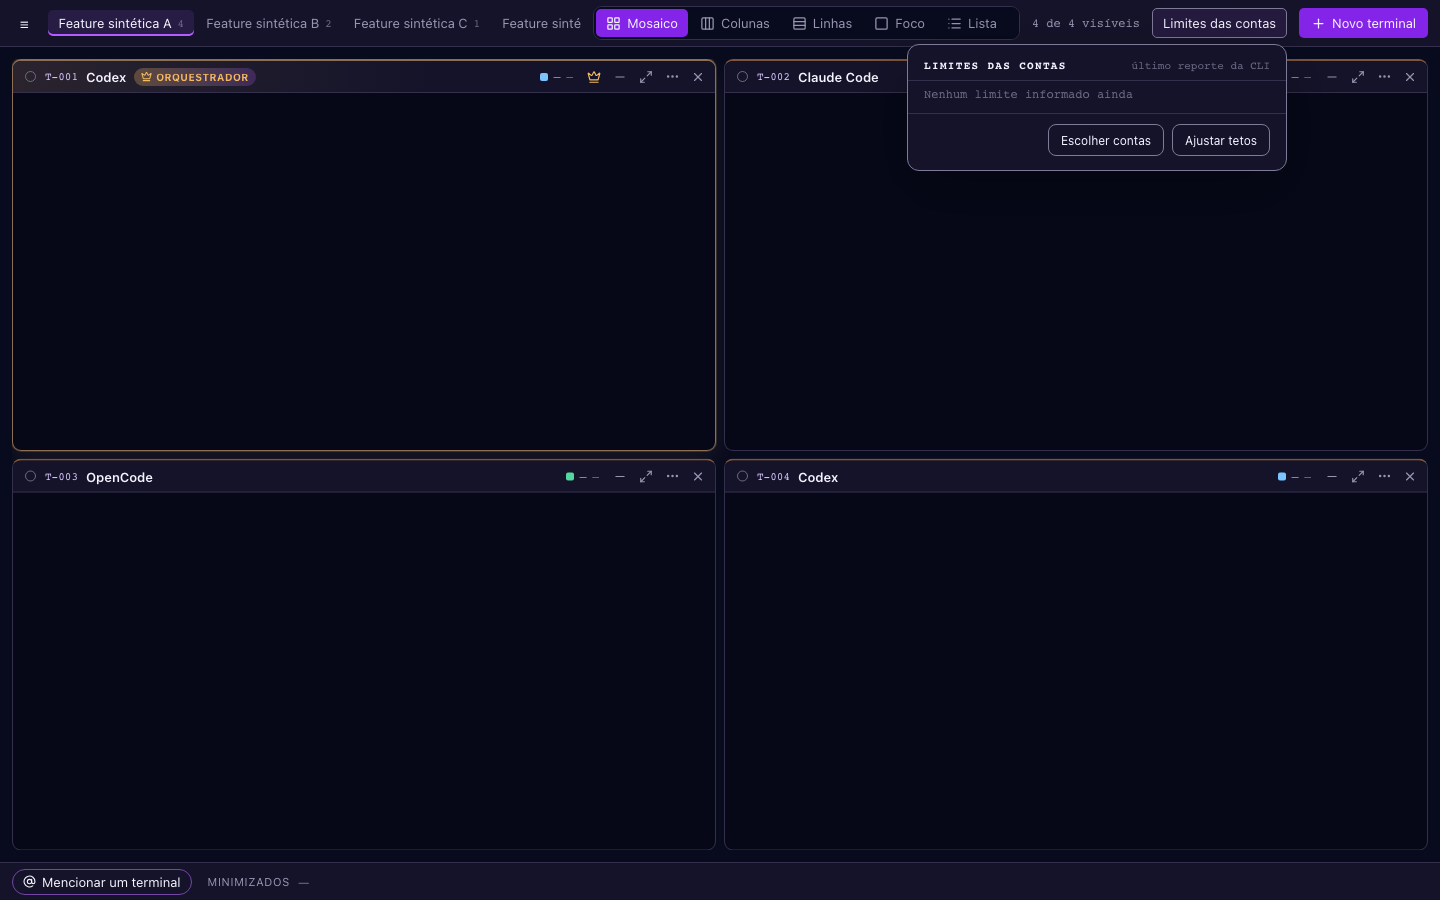 Feature sintética A 4 Feature sintética B 2 Feature sintética C 1 Feature sinté Mosaico Colunas Linhas Foco Lista 4 de 4 visíveis Limites das contas + Novo terminal
T-001 Codex ORQUESTRADOR — —
T-002 Claude Code — —
LIMITES DAS CONTAS último reporte da CLI
Nenhum limite informado ainda
Escolher contas Ajustar tetos
T-003 OpenCode — —
T-004 Codex — —
@ Mencionar um terminal MINIMIZADOS —